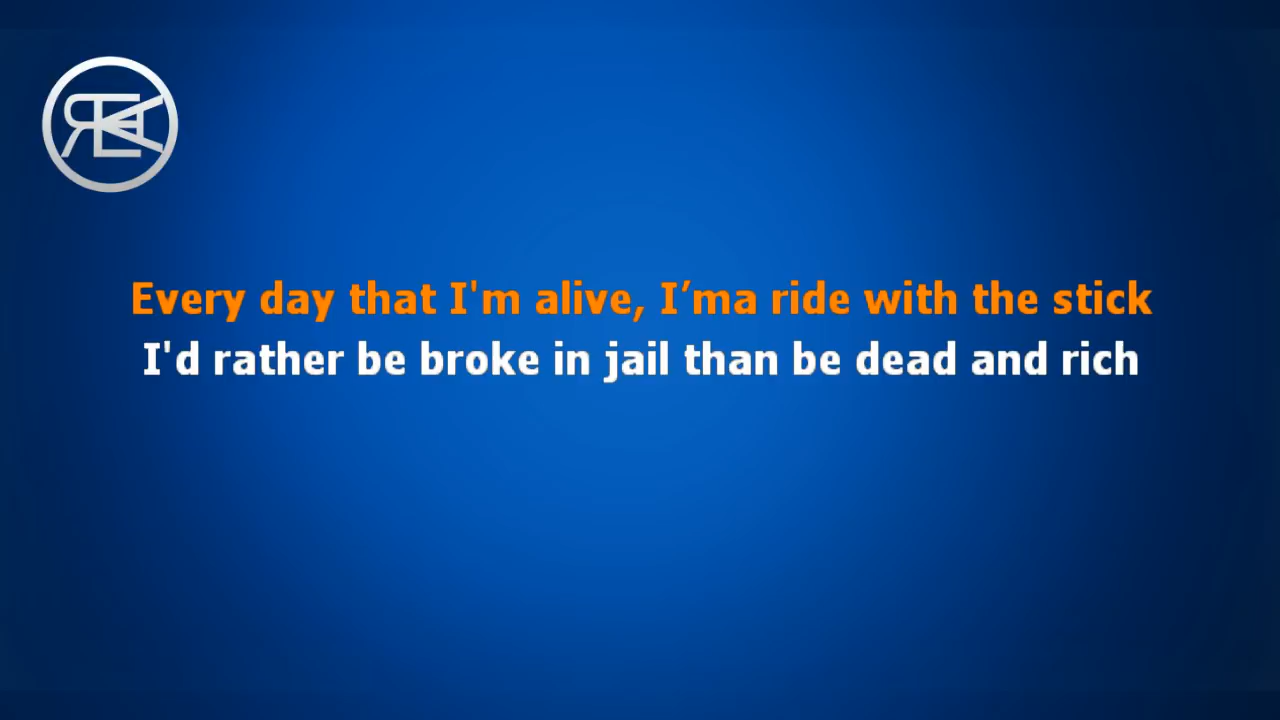 Every day that I'm alive, I’ma ride with the stick
I'd rather be broke in jail than be dead and rich